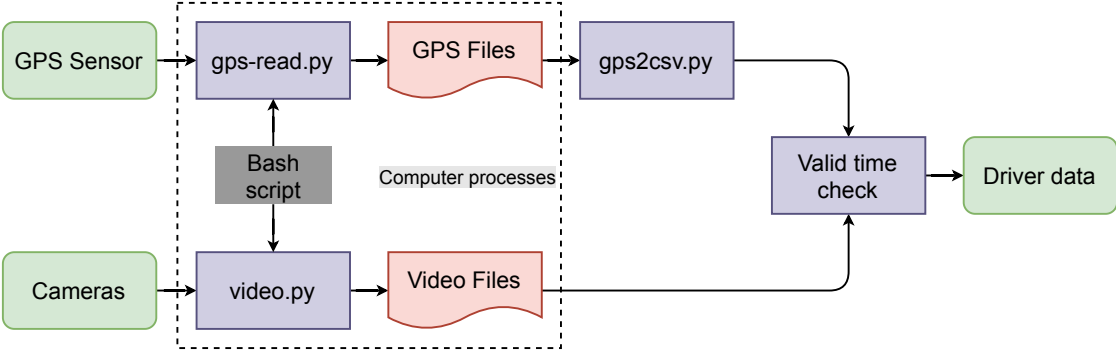 GPS Sensor
gps-read.py
GPS Files
gps2csv.py
Bash
script
Computer processes
Valid time
check
Driver data
Cameras
video.py
Video Files